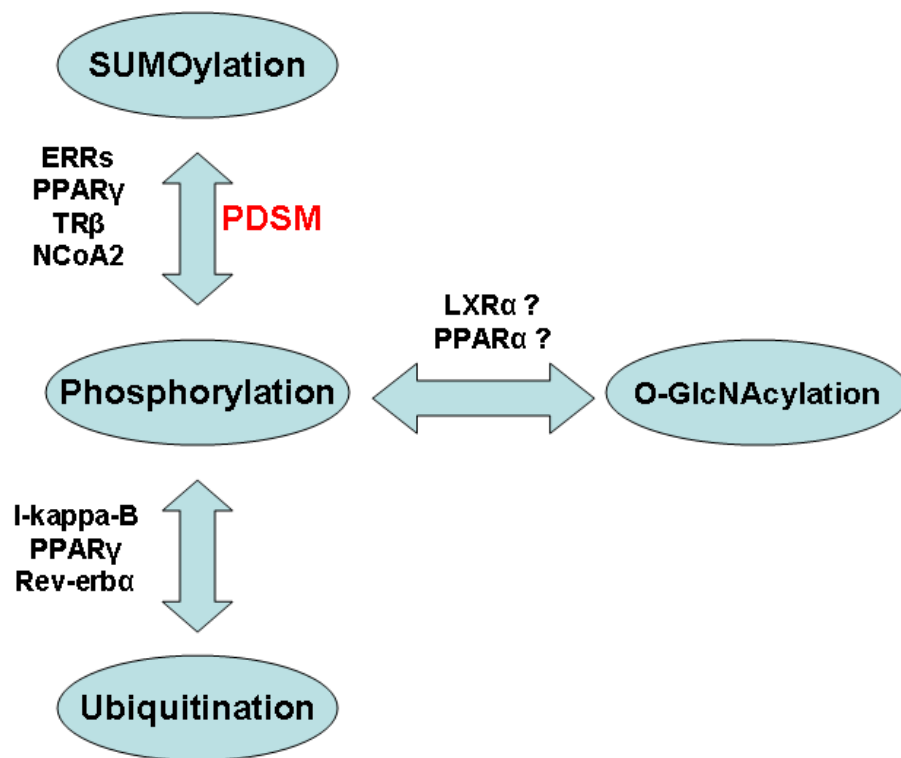 SUMOylation
ERRs
PPARγ
TRβ
NCoA2
PDSM
LXRα ?
PPARα ?
Phosphorylation
O-GlcNAcylation
I-kappa-B
PPARγ
Rev-erbα
Ubiquitination